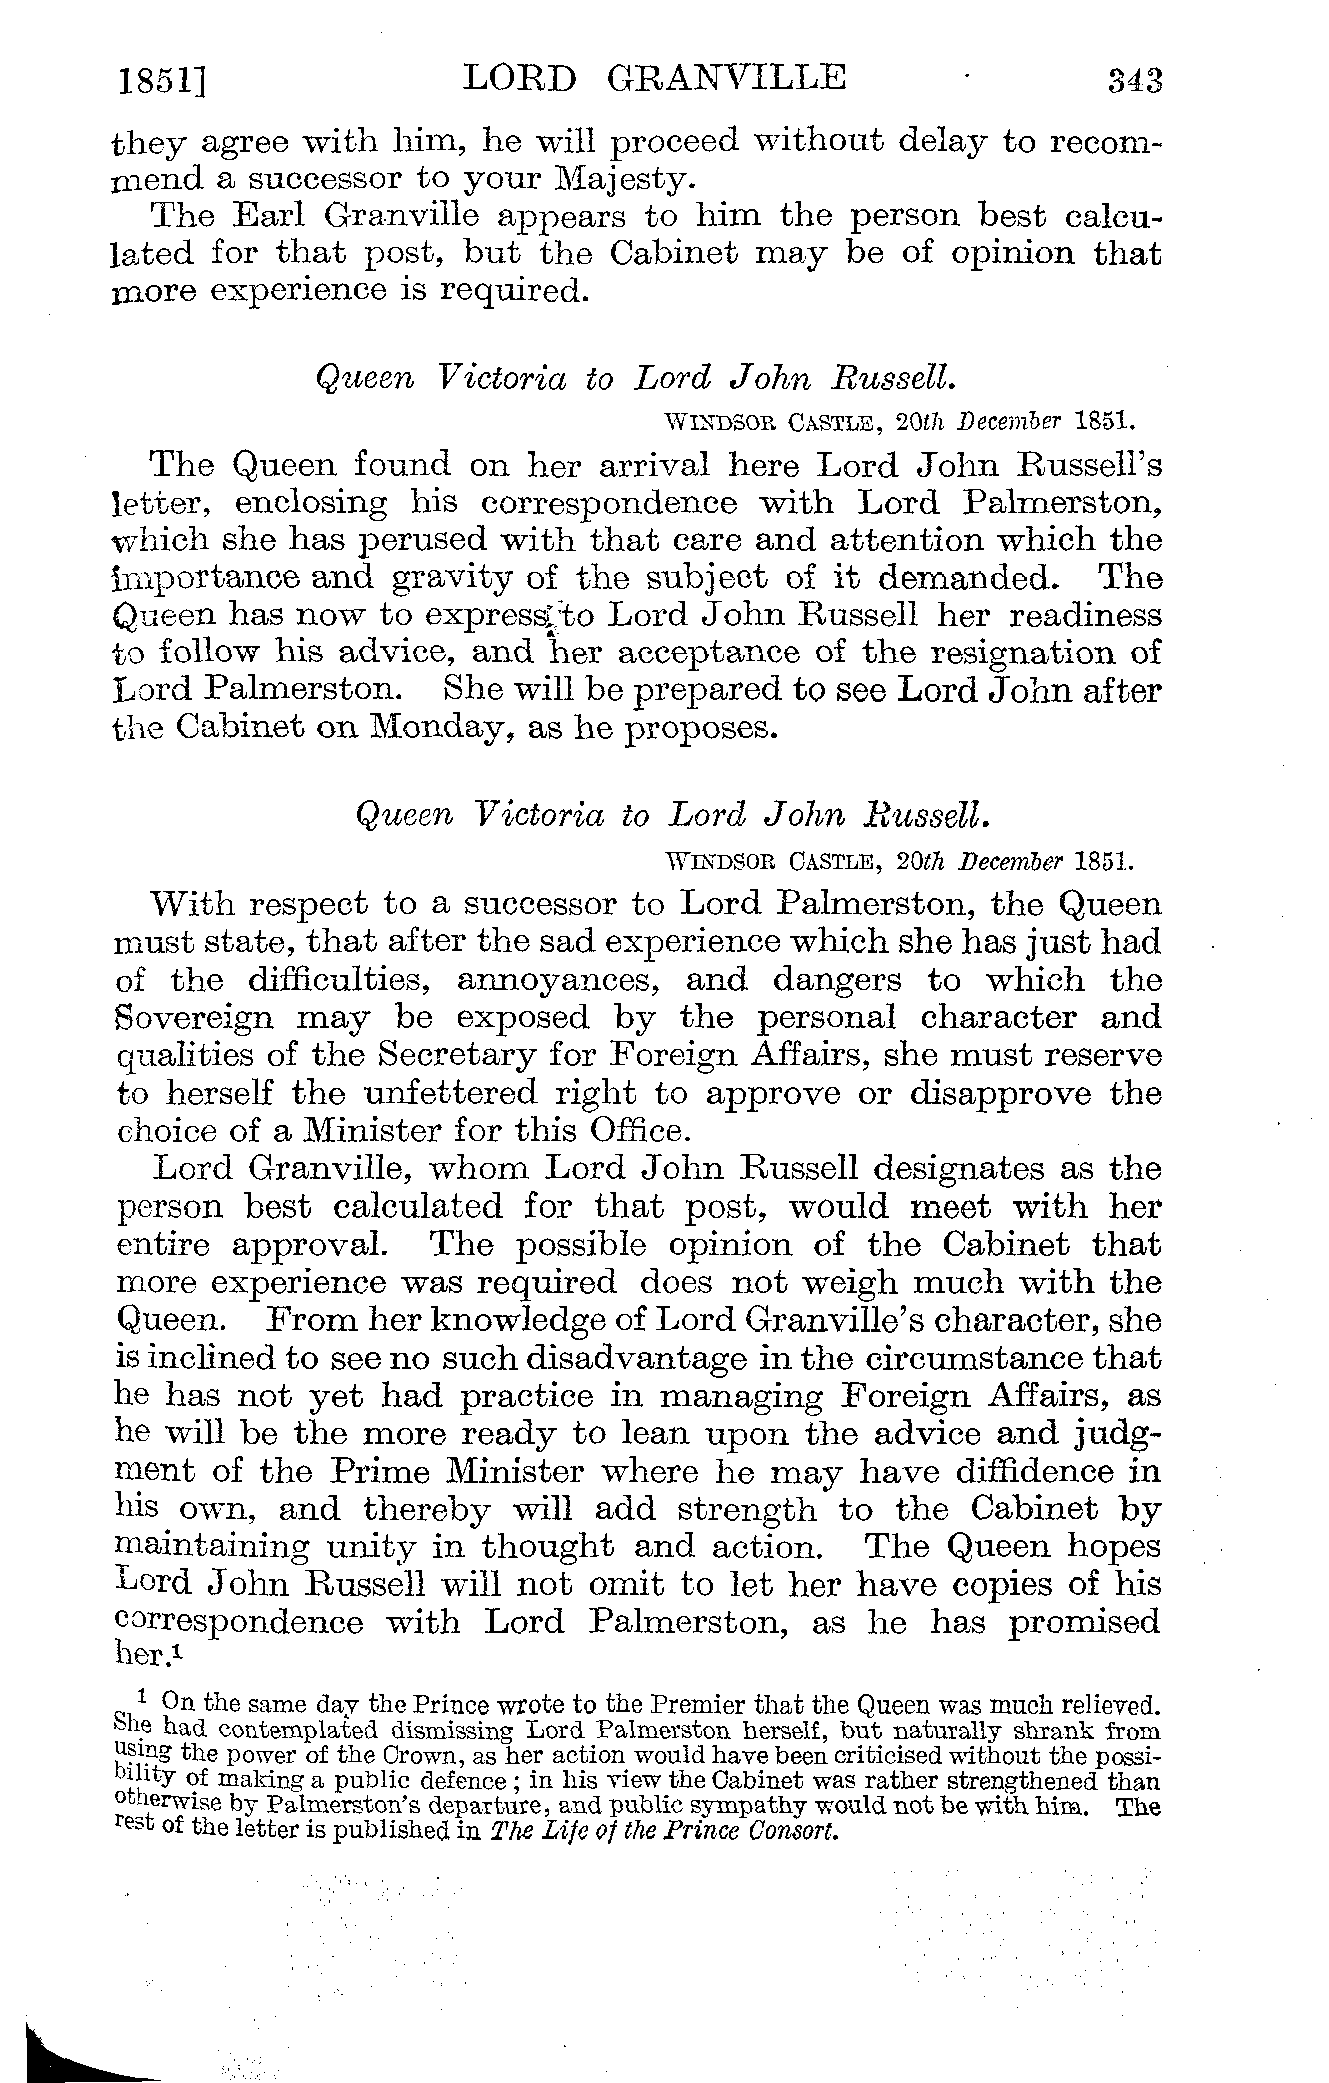 1851] LORD GRANVILLE 343
they agree with him, he will proceed without delay to recom-
mend a successor to your Majesty.
The Earl Granville appears to him the person best calcu-
lated for that post, but the Cabinet may be of opinion that
more experience is required.
Queen Victoria to Lord John Russell.
WINDSOR CASTLE, 20th December 1851.
The Queen found on her arrival here Lord John Russell's
letter, enclosing his correspondence with Lord Palmerston,
which she has perused with that care and attention which the
importance and gravity of the subject of it demanded. The
Queen has now to express to Lord John Russell her readiness
to follow his advice, and her acceptance of the resignation of
Lord Palmerston. She will be prepared to see Lord John after
the Cabinet on Monday, as he proposes.
Queen Victoria to Lord John Russell.
WINDSOR CASTLE, 20th December 1851.
With respect to a successor to Lord Palmerston, the Queen
must state, that after the sad experience which she has just had
of the difficulties, annoyances, and dangers to which the
Sovereign may be exposed by the personal character and
qualities of the Secretary for Foreign Affairs, she must reserve
to herself the unfettered right to approve or disapprove the
choice of a Minister for this Office.
Lord Granville, whom Lord John Russell designates as the
person best calculated for that post, would meet with her
entire approval. The possible opinion of the Cabinet that
more experience was required does not weigh much with the
Queen. From her knowledge of Lord Granville's character, she
is inclined to see no such disadvantage in the circumstance that
he has not yet had practice in managing Foreign Affairs, as
he will be the more ready to lean upon the advice and judg-
ment of the Prime Minister where he may have diffidence in
his own, and thereby will add strength to the Cabinet by
maintaining unity in thought and action. The Queen hopes
Lord John Russell will not omit to let her have copies of his
correspondence with Lord Palmerston, as he has promised
her.¹
¹ On the same day the Prince wrote to the Premier that the Queen was much relieved.
She had contemplated dismissing Lord Palmerston herself, but naturally shrank from
using the power of the Crown, as her action would have been criticised without the possi-
bility of making a public defence; in his view the Cabinet was rather strengthened than
otherwise by Palmerston's departure, and public sympathy would not be with him. The
rest of the letter is published in The Life of the Prince Consort.